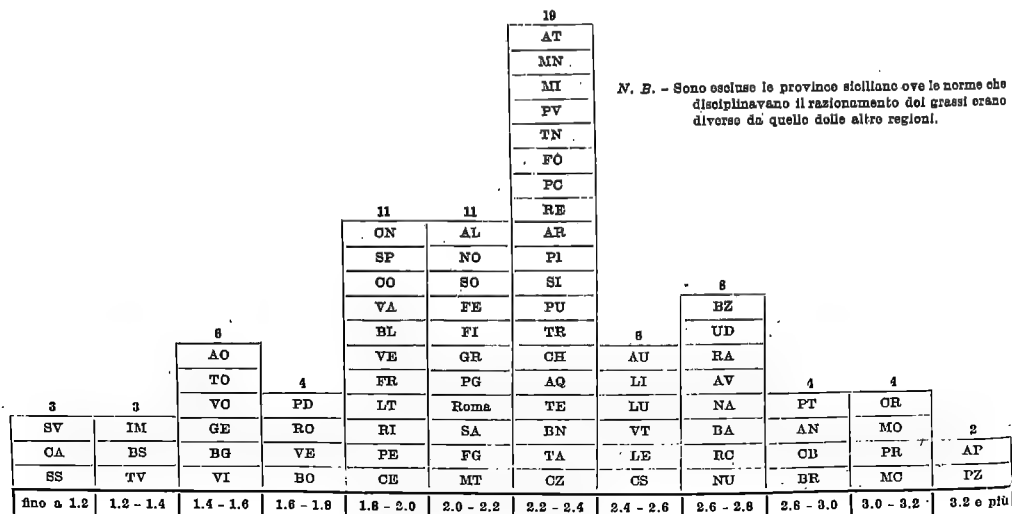 19
AT
MN
MI
N. B. - Sono escluse le province siciliane ove le norme che
disciplinavano il razionamento dei grassi erano
diverse da quelle delle altre regioni.
PV
TN
FO
PC
11 11 RE
CN AL AR
SP NO PI
CO SO SI
8
VA FE PU BZ
6 BL FI TR 6 UD
AO VE GR CH AU RA
TO 4 FR PG AQ LI AV 4 4
3 3 VC PD LT Roma TE LU NA PT CR
SV IM GE RO RI SA BN VT BA AN MO 2
CA BS BG VE PE FG TA LE RC CB PR AP
SS TV VI BO CE MT CZ CS NU BR MC PZ
fino a 1.2 1.2 - 1.4 1.4 - 1.6 1.6 - 1.8 1.8 - 2.0 2.0 - 2.2 2.2 - 2.4 2.4 - 2.6 2.6 - 2.8 2.8 - 3.0 3.0 - 3.2 3.2 e più